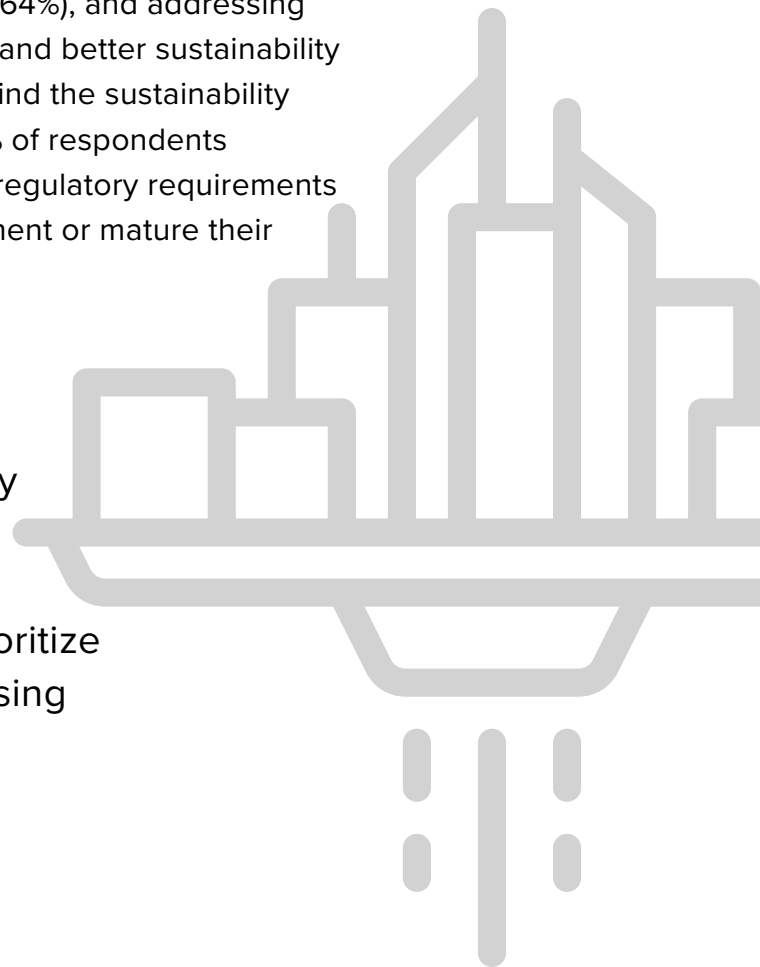 64%), and addressing
and better sustainability
ind the sustainability
% of respondents
regulatory requirements
ment or mature their
y
oritize
sing